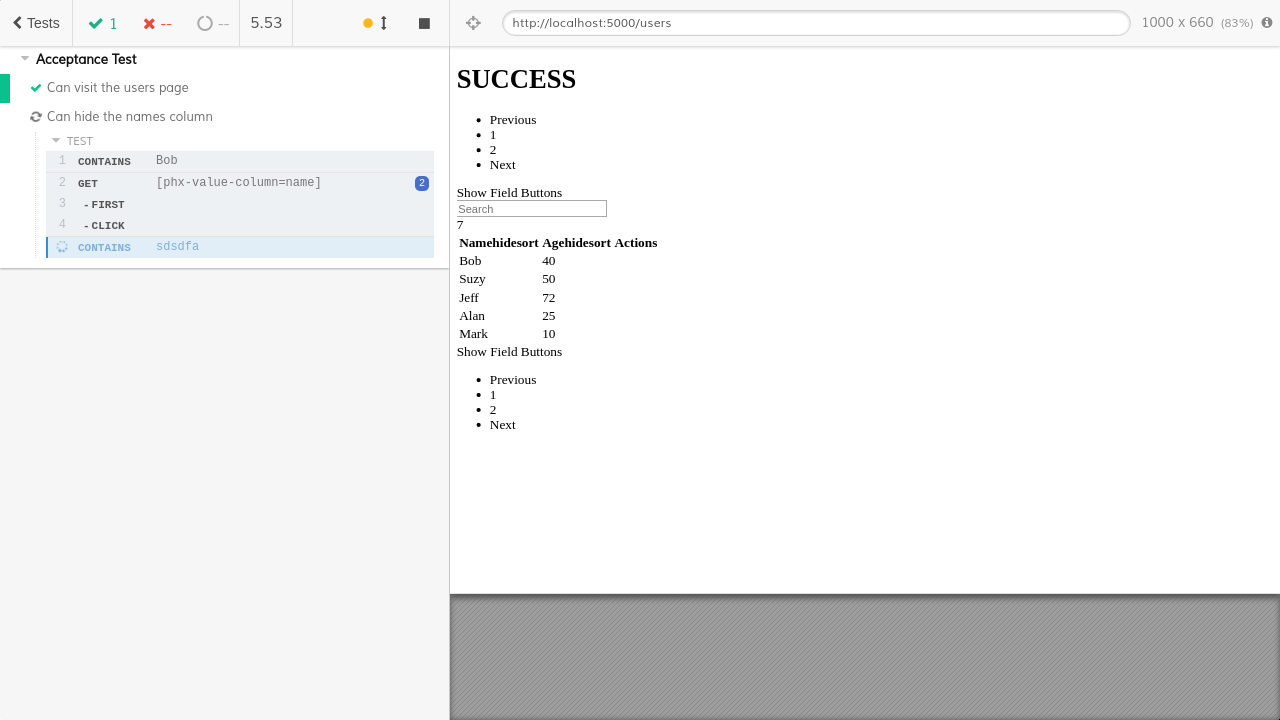 Tests 1 -- -- 5.53
http://localhost:5000/users 1000 x 660 (83%)
Acceptance Test
Can visit the users page
Can hide the names column
TEST
1 CONTAINS Bob
2 GET [phx-value-column=name] 2
3 - FIRST
4 - CLICK
CONTAINS sdsdfa
SUCCESS
Previous
1
2
Next
Show Field Buttons
Search
7
Namehidesort Agehidesort Actions
Bob 40
Suzy 50
Jeff 72
Alan 25
Mark 10
Show Field Buttons
Previous
1
2
Next